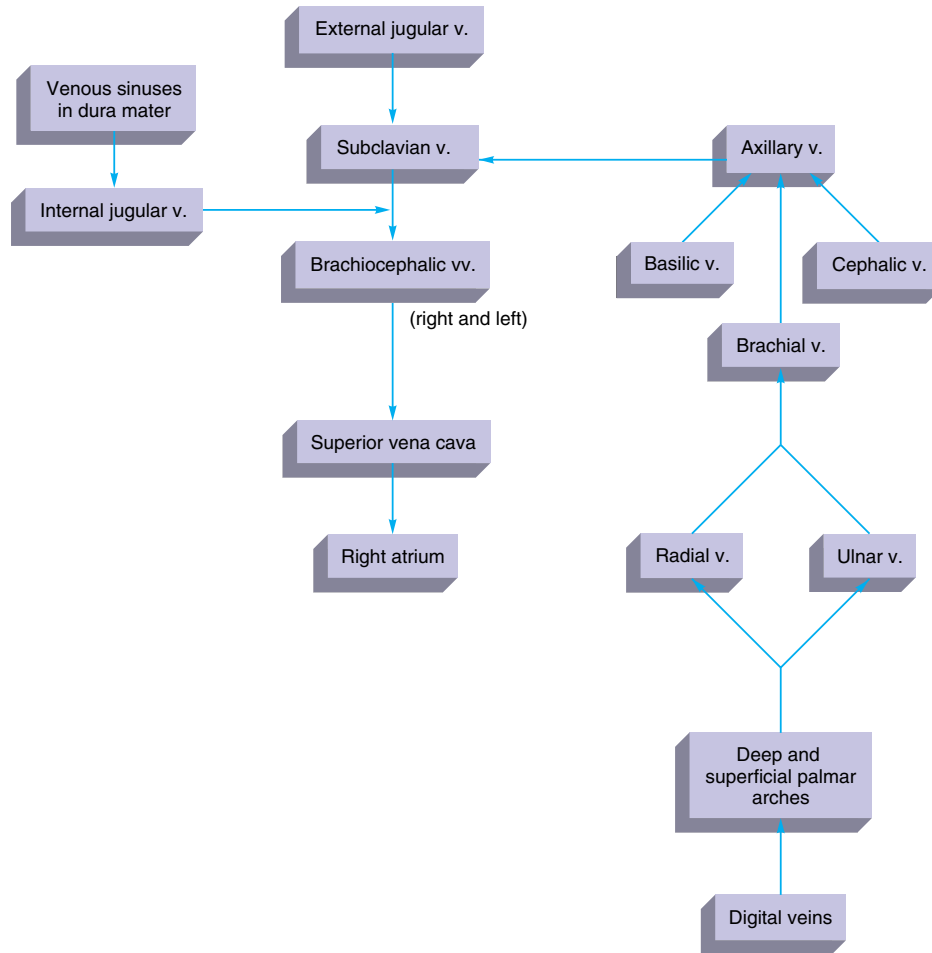 External jugular v.
Venous sinuses
in dura mater
Subclavian v.
Axillary v.
Internal jugular v.
Brachiocephalic vv.
(right and left)
Basilic v.
Cephalic v.
Brachial v.
Superior vena cava
Right atrium
Radial v.
Ulnar v.
Deep and
superficial palmar
arches
Digital veins